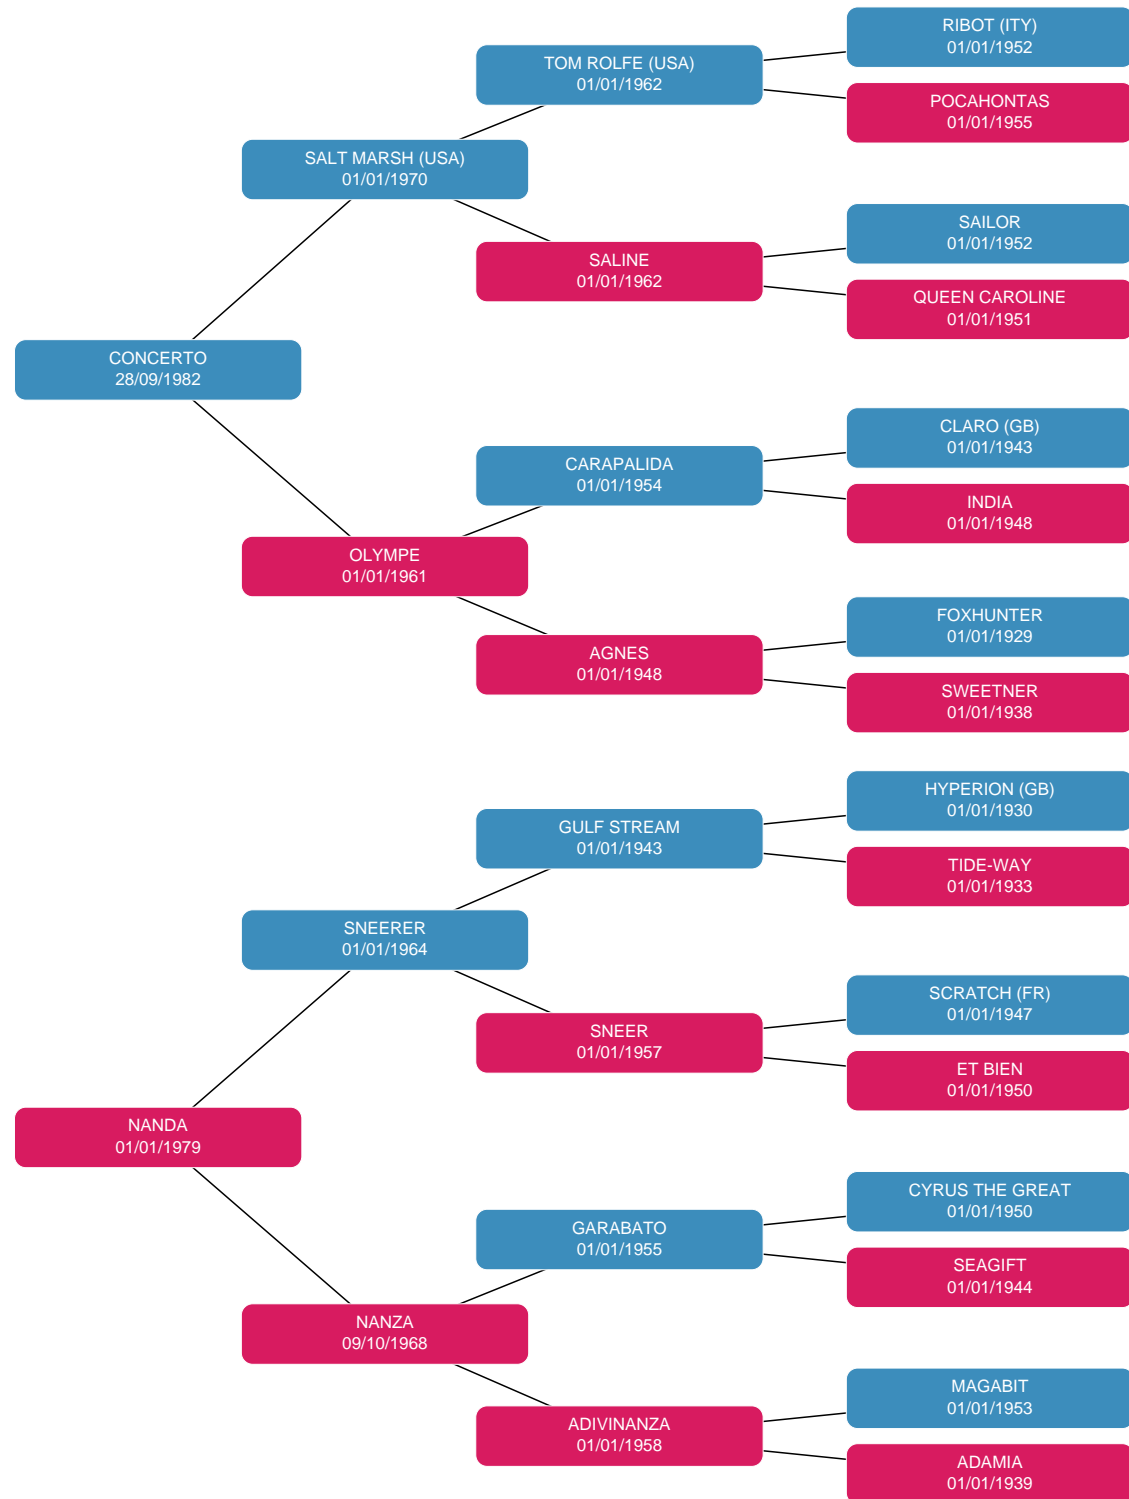 RIBOT (ITY)
01/01/1952
TOM ROLFE (USA)
01/01/1962
POCAHONTAS
01/01/1955
SALT MARSH (USA)
01/01/1970
SAILOR
01/01/1952
SALINE
01/01/1962
QUEEN CAROLINE
01/01/1951
CONCERTO
28/09/1982
CLARO (GB)
01/01/1943
CARAPALIDA
01/01/1954
INDIA
01/01/1948
OLYMPE
01/01/1961
FOXHUNTER
01/01/1929
AGNES
01/01/1948
SWEETNER
01/01/1938
HYPERION (GB)
01/01/1930
GULF STREAM
01/01/1943
TIDE-WAY
01/01/1933
SNEERER
01/01/1964
SCRATCH (FR)
01/01/1947
SNEER
01/01/1957
ET BIEN
01/01/1950
NANDA
01/01/1979
CYRUS THE GREAT
01/01/1950
GARABATO
01/01/1955
SEAGIFT
01/01/1944
NANZA
09/10/1968
MAGABIT
01/01/1953
ADIVINANZA
01/01/1958
ADAMIA
01/01/1939